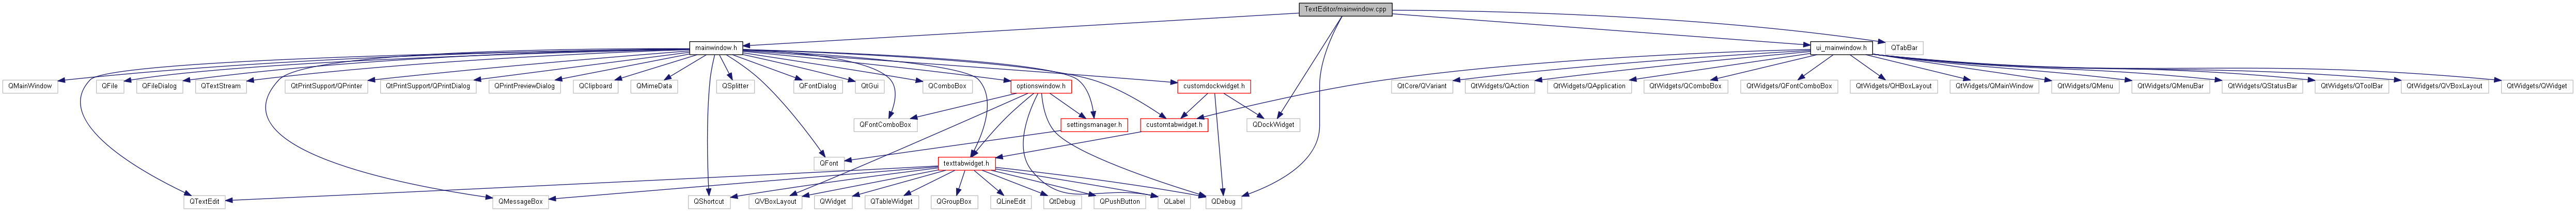 TextEditor/mainwindow.cpp
mainwindow.h
ui_mainwindow.h
QTabBar
QMainWindow
QFile
QFileDialog
QTextStream
QtPrintSupport/QPrinter
QtPrintSupport/QPrintDialog
QPrintPreviewDialog
QClipboard
QMimeData
QSplitter
QFontDialog
QtGui
QComboBox
optionswindow.h
customdockwidget.h
QtCore/QVariant
QtWidgets/QAction
QtWidgets/QApplication
QtWidgets/QComboBox
QtWidgets/QFontComboBox
QtWidgets/QHBoxLayout
QtWidgets/QMainWindow
QtWidgets/QMenu
QtWidgets/QMenuBar
QtWidgets/QStatusBar
QtWidgets/QToolBar
QtWidgets/QVBoxLayout
QtWidgets/QWidget
QFontComboBox
settingsmanager.h
customtabwidget.h
QDockWidget
QFont
texttabwidget.h
QTextEdit
QMessageBox
QShortcut
QVBoxLayout
QWidget
QTableWidget
QGroupBox
QLineEdit
QtDebug
QPushButton
QLabel
QDebug